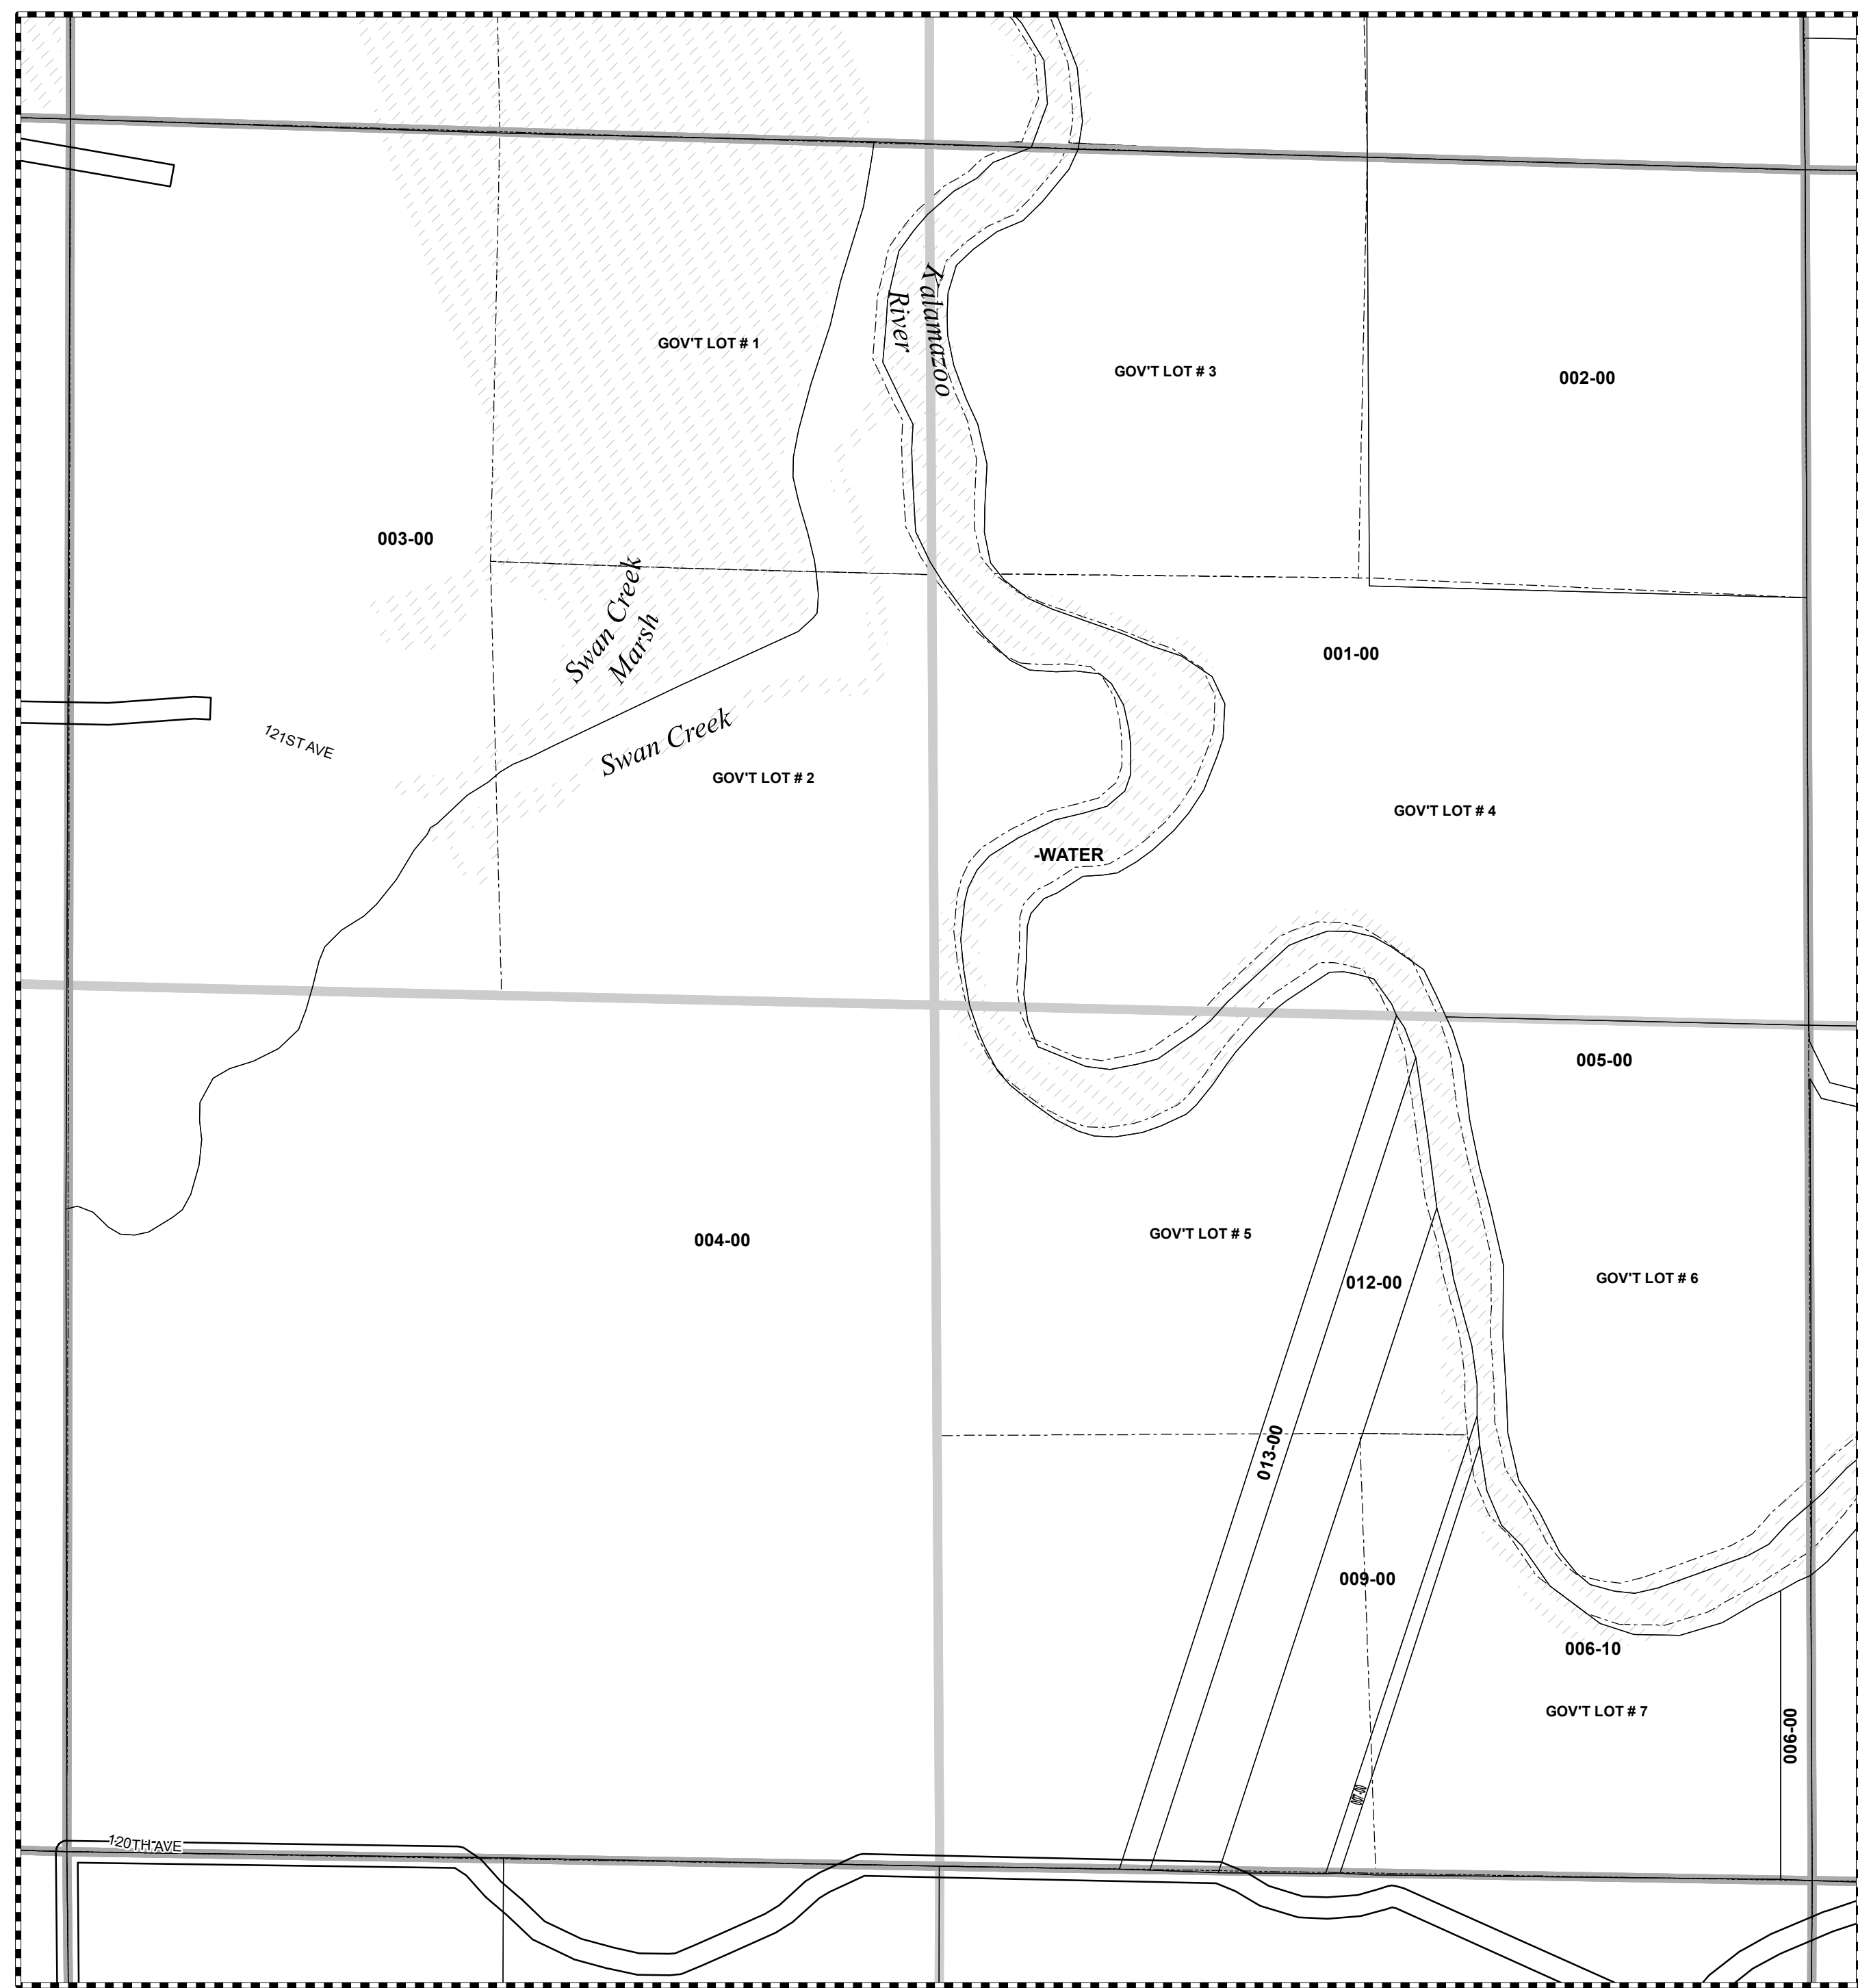 Kalamazoo
River
GOV'T LOT # 1
GOV'T LOT # 3
002-00
003-00
Swan Creek
Marsh
001-00
121ST AVE
Swan Creek
GOV'T LOT # 2
GOV'T LOT # 4
-WATER
005-00
004-00
GOV'T LOT # 5
012-00
GOV'T LOT # 6
013-00
009-00
006-10
GOV'T LOT # 7
006-00
120TH AVE